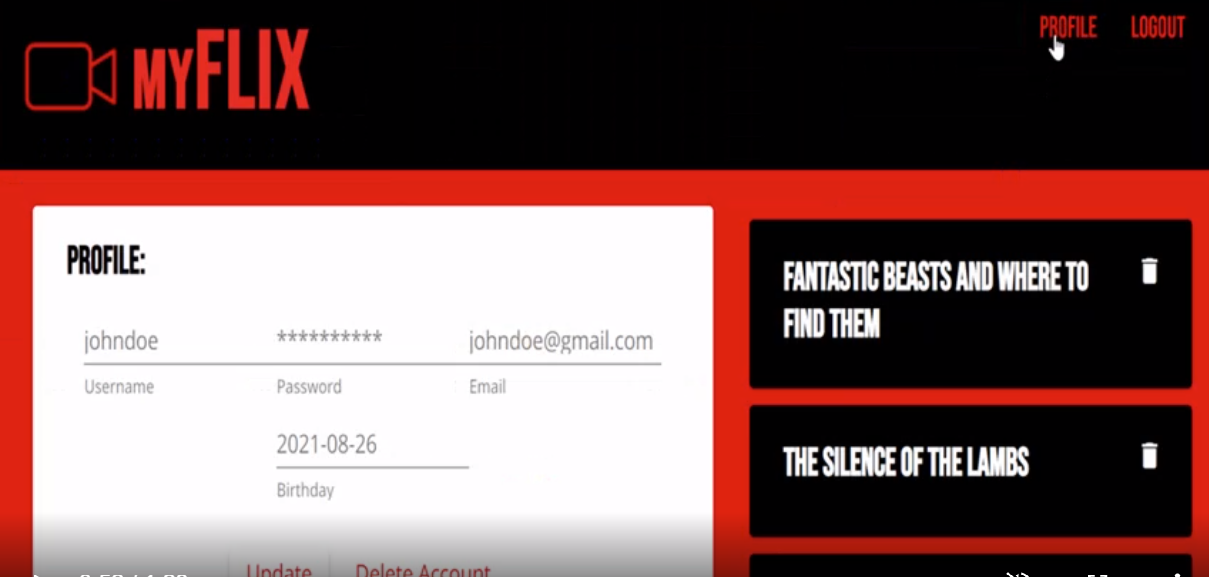 MYFLIX
PROFILE LOGOUT
PROFILE:
johndoe ********** johndoe@gmail.com
Username Password Email
2021-08-26
Birthday
Update Delete Account
FANTASTIC BEASTS AND WHERE TO
FIND THEM
THE SILENCE OF THE LAMBS